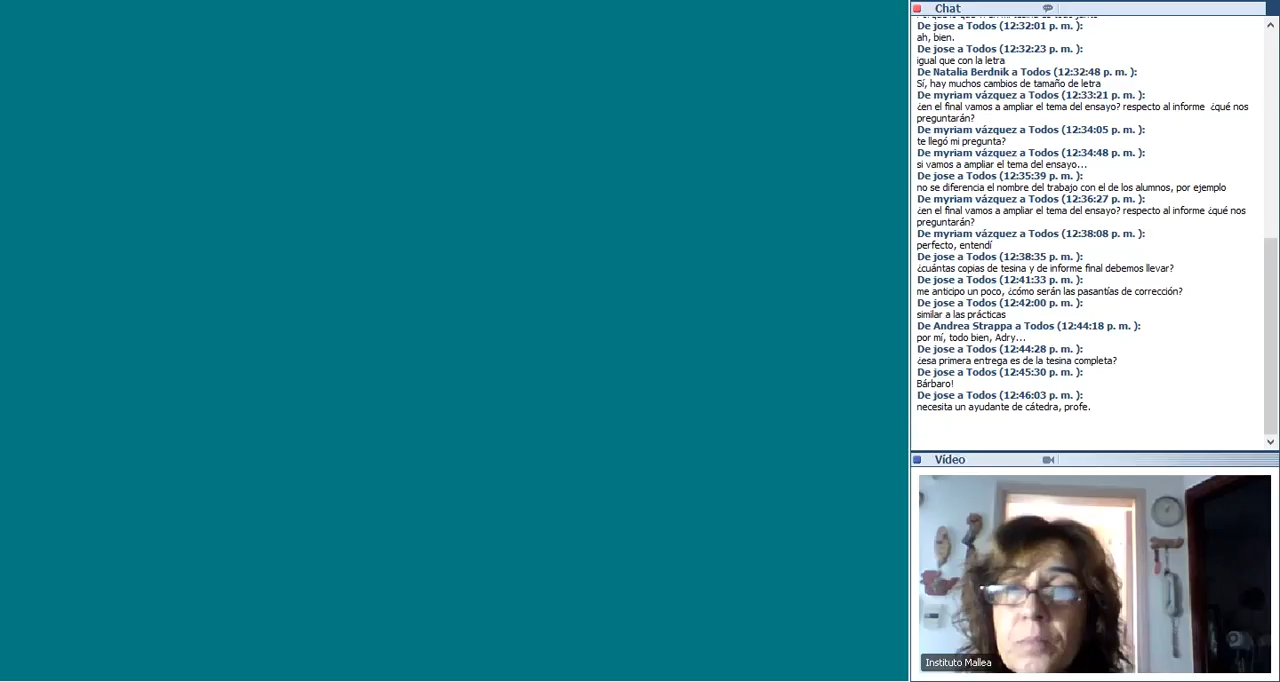 Chat
De jose a Todos (12:32:01 p. m. ):
ah, bien.
De jose a Todos (12:32:23 p. m. ):
igual que con la letra
De Natalia Berdnik a Todos (12:32:48 p. m. ):
Sí, hay muchos cambios de tamaño de letra
De myriam vázquez a Todos (12:33:21 p. m. ):
¿en el final vamos a ampliar el tema del ensayo? respecto al informe ¿qué nos
preguntarán?
De myriam vázquez a Todos (12:34:05 p. m. ):
te llegó mi pregunta?
De myriam vázquez a Todos (12:34:48 p. m. ):
si vamos a ampliar el tema del ensayo...
De jose a Todos (12:35:39 p. m. ):
no se diferencia el nombre del trabajo con el de los alumnos, por ejemplo
De myriam vázquez a Todos (12:36:27 p. m. ):
¿en el final vamos a ampliar el tema del ensayo? respecto al informe ¿qué nos
preguntarán?
De myriam vázquez a Todos (12:38:08 p. m. ):
perfecto, entendí
De jose a Todos (12:38:35 p. m. ):
¿cuántas copias de tesina y de informe final debemos llevar?
De jose a Todos (12:41:33 p. m. ):
me anticipo un poco, ¿cómo serán las pasantías de corrección?
De jose a Todos (12:42:00 p. m. ):
similar a las prácticas
De Andrea Strappa a Todos (12:44:18 p. m. ):
por mí, todo bien, Adry...
De jose a Todos (12:44:28 p. m. ):
¿esa primera entrega es de la tesina completa?
De jose a Todos (12:45:30 p. m. ):
Bárbaro!
De jose a Todos (12:46:03 p. m. ):
necesita un ayudante de cátedra, profe.
Vídeo
Instituto Mallea